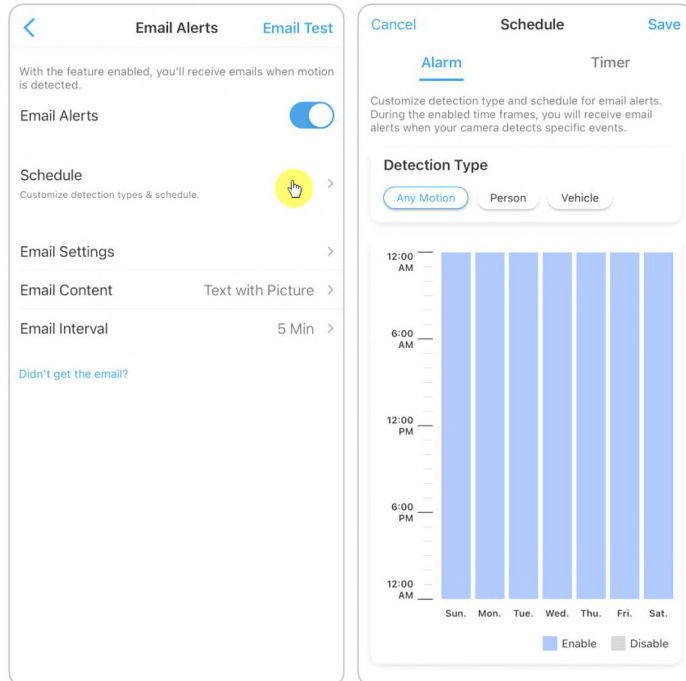 Email Alerts
Email Test
With the feature enabled, you'll receive emails when motion
is detected.
Email Alerts
Schedule
Customize detection types & schedule.
Email Settings
Email Content
Text with Picture
Email Interval
5 Min
Didn't get the email?
Cancel
Schedule
Save
Alarm
Timer
Customize detection type and schedule for email alerts.
During the enabled time frames, you will receive email
alerts when your camera detects specific events.
Detection Type
Any Motion
Person
Vehicle
12:00
AM
6:00
AM
12:00
PM
6:00
PM
12:00
AM
Sun. Mon. Tue. Wed. Thu. Fri. Sat.
Enable
Disable